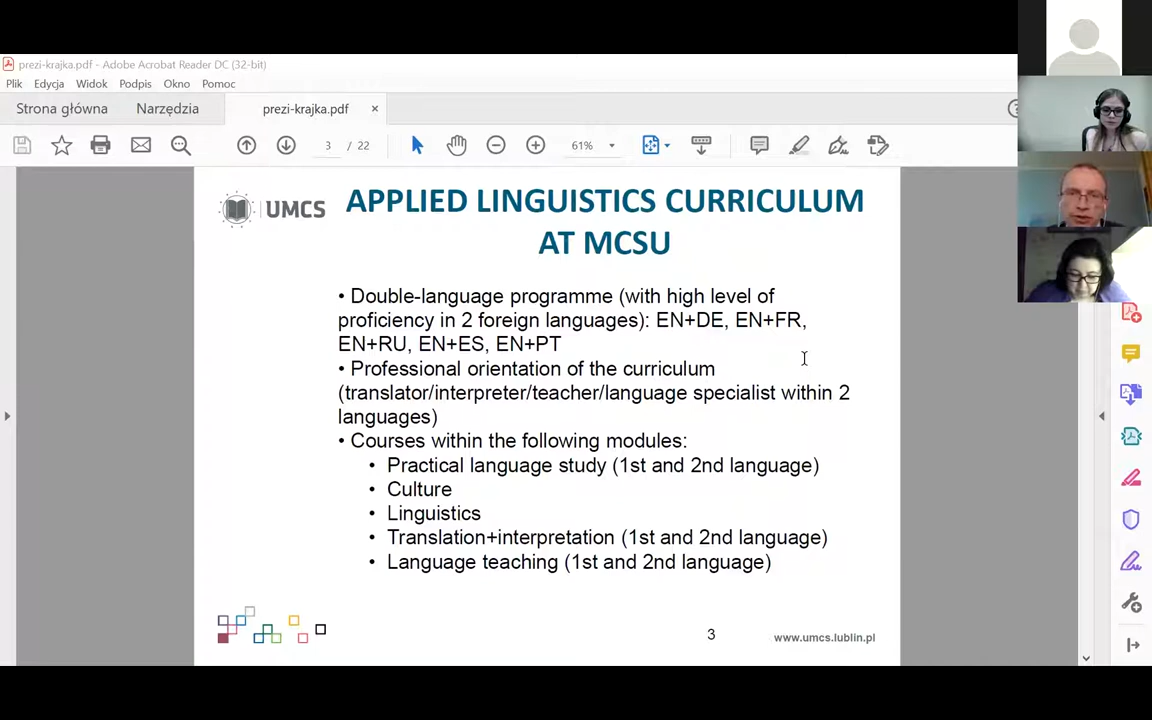 prezi-krajka.pdf - Adobe Acrobat Reader DC (32-bit)
Plik Edycja Widok Podpis Okno Pomoc
Strona główna Narzędzia prezi-krajka.pdf ×
3 / 22 61%
UMCS
APPLIED LINGUISTICS CURRICULUM
AT MCSU
• Double-language programme (with high level of
proficiency in 2 foreign languages): EN+DE, EN+FR,
EN+RU, EN+ES, EN+PT
• Professional orientation of the curriculum
(translator/interpreter/teacher/language specialist within 2
languages)
• Courses within the following modules:
• Practical language study (1st and 2nd language)
• Culture
• Linguistics
• Translation+interpretation (1st and 2nd language)
• Language teaching (1st and 2nd language)
3
www.umcs.lublin.pl